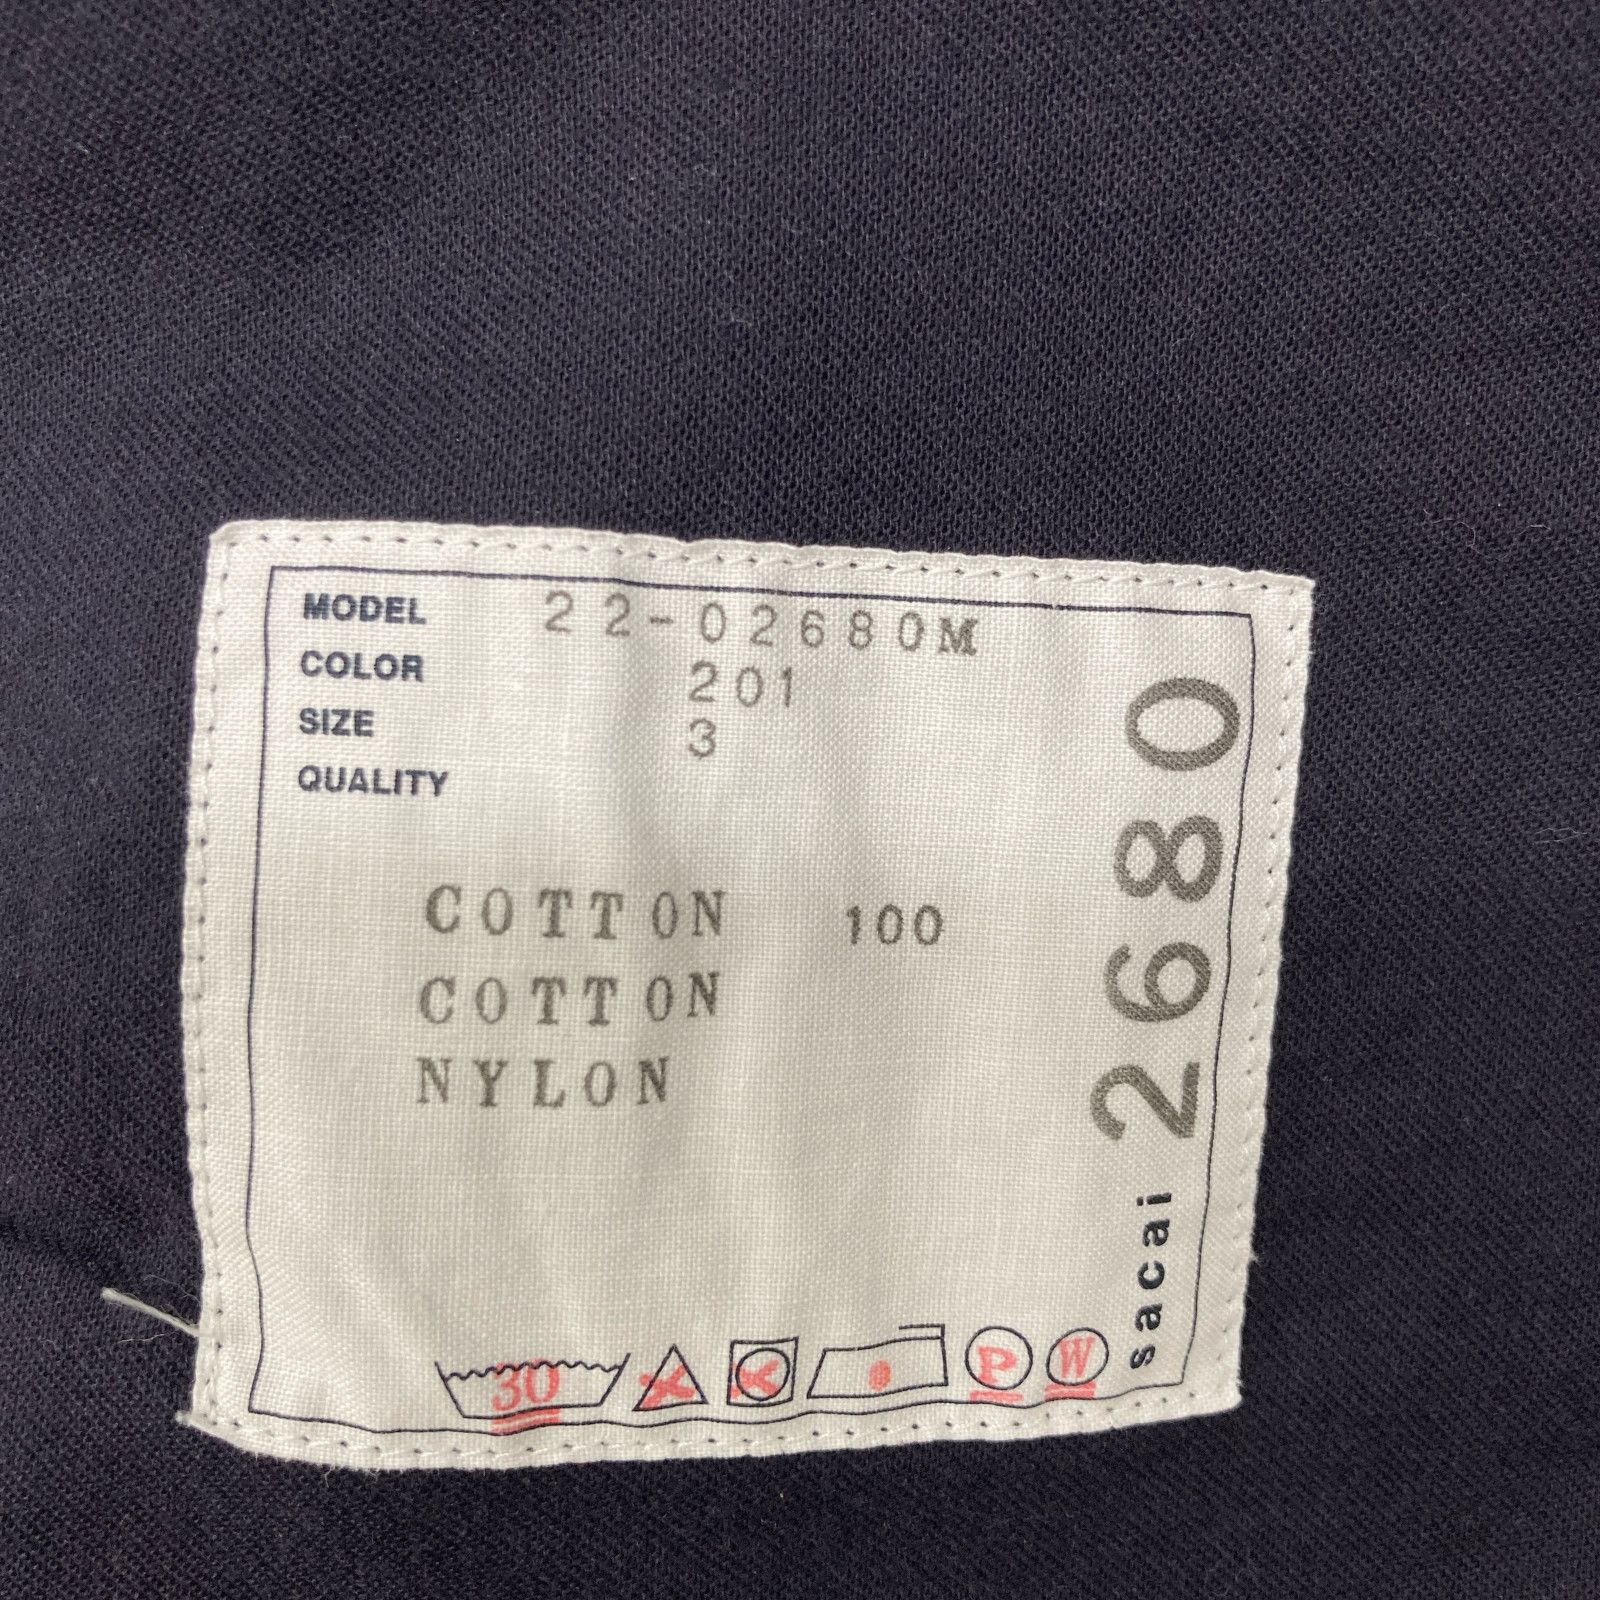 MODEL 22-02680M
COLOR 201
SIZE 3
QUALITY
COTTON 100
COTTON
NYLON
30 P W
sacai 2680